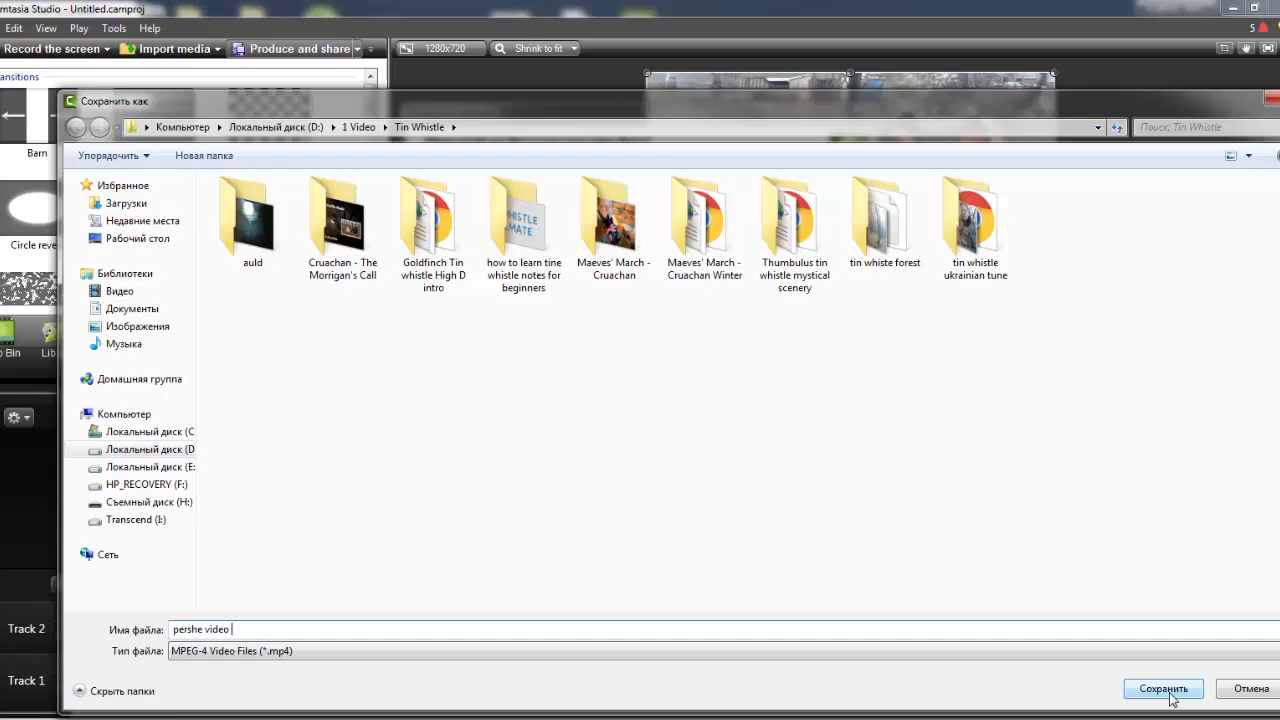 mtasia Studio - Untitled.camproj
Edit View Play Tools Help
5
Record the screen Import media Produce and share 1280x720 Shrink to fit
ansitions
Сохранить как
Компьютер Локальный диск (D:) 1 Video Tin Whistle
Поиск: Tin Whistle
Упорядочить Новая папка
Barn
Circle reve
Bin Lib
Track 2
Track 1
Избранное
Загрузки
Недавние места
Рабочий стол
Библиотеки
Видео
Документы
Изображения
Музыка
Домашняя группа
Компьютер
Локальный диск (C
Локальный диск (D
Локальный диск (E:
HP_RECOVERY (F:)
Съемный диск (H:)
Transcend (I:)
Сеть
auld
Cruachan - The
Morrigan's Call
Goldfinch Tin
whistle High D
intro
HISTLE
MATE
how to learn tine
whistle notes for
beginners
Maeves' March -
Cruachan
Maeves' March -
Cruachan Winter
Thumbulus tin
whistle mystical
scenery
tin whiste forest
tin whistle
ukrainian tune
Имя файла: pershe video
Тип файла: MPEG-4 Video Files (*.mp4)
Скрыть папки
Сохранить Отмена